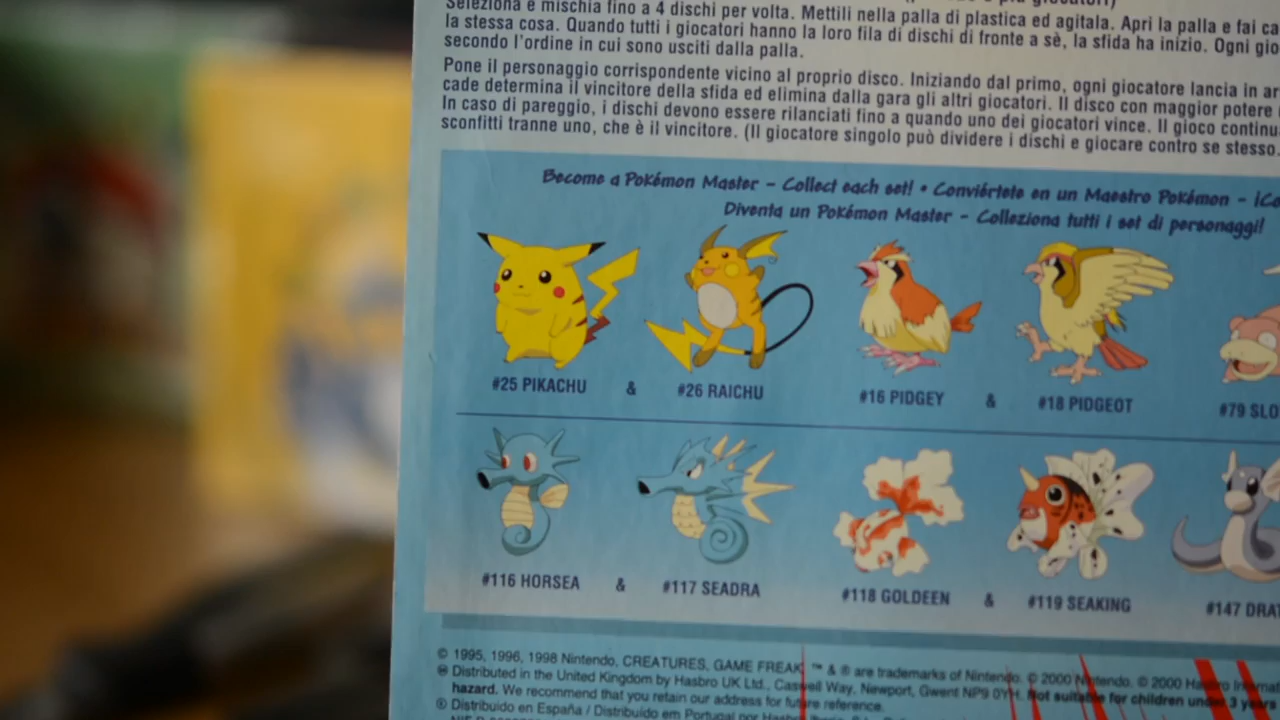 Seleziona e mischia fino a 4 dischi per volta. Mettili nella palla di plastica ed agitala. Apri la palla e fai ca
la stessa cosa. Quando tutti i giocatori hanno la loro fila di dischi di fronte a sè, la sfida ha inizio. Ogni gio
secondo l'ordine in cui sono usciti dalla palla.
Pone il personaggio corrispondente vicino al proprio disco. Iniziando dal primo, ogni giocatore lancia in ar
cade determina il vincitore della sfida ed elimina dalla gara gli altri giocatori. Il disco con maggior potere
In caso di pareggio, i dischi devono essere rilanciati fino a quando uno dei giocatori vince. Il gioco continu
sconfitti tranne uno, che è il vincitore. (Il giocatore singolo può dividere i dischi e giocare contro se stesso.
Become a Pokémon Master – Collect each set! • Conviértete en un Maestro Pokémon – ¡Co
Diventa un Pokémon Master – Colleziona tutti i set di personaggi!
#25 PIKACHU & #26 RAICHU #16 PIDGEY & #18 PIDGEOT #79 SLO
#116 HORSEA & #117 SEADRA #118 GOLDEEN & #119 SEAKING #147 DRAT
© 1995, 1996, 1998 Nintendo, CREATURES, GAME FREAK. ™ & ® are trademarks of Nintendo. © 2000 Nintendo. © 2000 Hasbro Internat
Distributed in the United Kingdom by Hasbro UK Ltd., Caswell Way, Newport, Gwent NP9 0YH. Not suitable for children under 3 years
hazard. We recommend that you retain our address for future reference.
Distribuido en España / Distribuído em Portugal por Hasbro